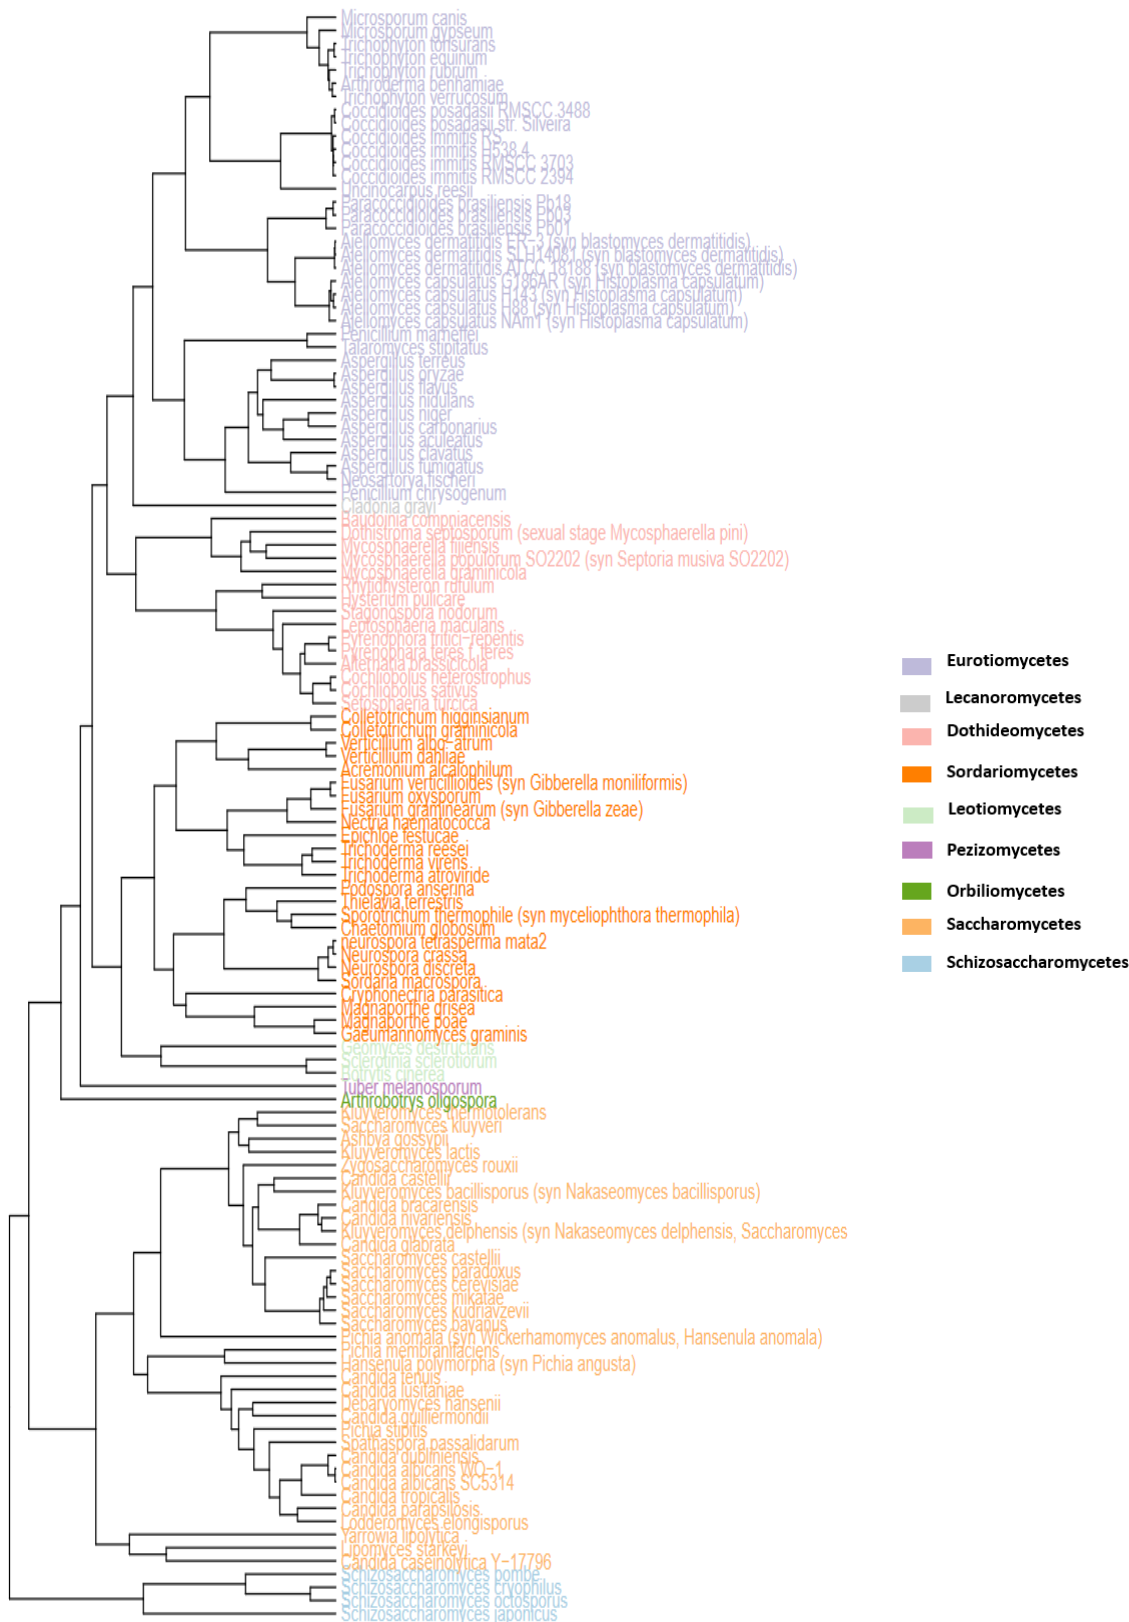 Microsporum canis
Microsporum gypseum
Trichophyton tonsurans
Trichophyton equinum
Trichophyton rubrum
Arthroderma benhamiae
Trichophyton verrucosum
Coccidioides posadasii RMSCC 3488
Coccidioides posadasii str. Silveira
Coccidioides immitis RS
Coccidioides immitis H538.4
Coccidioides immitis RMSCC 3703
Coccidioides immitis RMSCC 2394
Uncinocarpus reesii
Paracoccidioides brasiliensis Pb18
Paracoccidioides brasiliensis Pb03
Paracoccidioides brasiliensis Pb01
Ajellomyces dermatitidis ER-3 (syn blastomyces dermatitidis)
Ajellomyces dermatitidis SLH14081 (syn blastomyces dermatitidis)
Ajellomyces dermatitidis ATCC 18188 (syn blastomyces dermatitidis)
Ajellomyces capsulatus G186AR (syn Histoplasma capsulatum)
Ajellomyces capsulatus H143 (syn Histoplasma capsulatum)
Ajellomyces capsulatus H88 (syn Histoplasma capsulatum)
Ajellomyces capsulatus NAm1 (syn Histoplasma capsulatum)
Penicillium marneffei
Talaromyces stipitatus
Aspergillus terreus
Aspergillus oryzae
Aspergillus flavus
Aspergillus nidulans
Aspergillus niger
Aspergillus carbonarius
Aspergillus aculeatus
Aspergillus clavatus
Aspergillus fumigatus
Neosartorya fischeri
Penicillium chrysogenum
Cladonia grayi
Baudoinia compniacensis
Dothistroma septosporum (sexual stage Mycosphaerella pini)
Mycosphaerella fijiensis
Mycosphaerella populorum SO2202 (syn Septoria musiva SO2202)
Mycosphaerella graminicola
Rhytidhysteron rufulum
Hysterium pulicare
Stagonospora nodorum
Leptosphaeria maculans
Pyrenophora tritici-repentis
Pyrenophara teres f. teres
Alternaria brassicicola
Cochliobolus heterostrophus
Cochliobolus sativus
Setosphaeria turcica
Colletotrichum higginsianum
Colletotrichum graminicola
Verticillium albo-atrum
Verticillium dahliae
Acremonium alcalophilum
Fusarium verticillioides (syn Gibberella moniliformis)
Fusarium oxysporum
Fusarium graminearum (syn Gibberella zeae)
Nectria haematococca
Epichloe festucae
Trichoderma reesei
Trichoderma virens
Trichoderma atroviride
Podospora anserina
Thielavia terrestris
Sporotrichum thermophile (syn myceliophthora thermophila)
Chaetomium globosum
neurospora tetrasperma mata2
Neurospora crassa
Neurospora discreta
Sordaria macrospora
Cryphonectria parasitica
Magnaporthe grisea
Magnaporthe poae
Gaeumannomyces graminis
Geomyces destructans
Sclerotinia sclerotiorum
Botrytis cinerea
Tuber melanosporum
Arthrobotrys oligospora
Kluyveromyces thermotolerans
Saccharomyces kluyveri
Ashbya gossypii
Kluyveromyces lactis
Zygosaccharomyces rouxii
Candida castellii
Kluyveromyces bacillisporus (syn Nakaseomyces bacillisporus)
Candida bracarensis
Candida nivariensis
Kluyveromyces delphensis (syn Nakaseomyces delphensis, Saccharomyces
Candida glabrata
Saccharomyces castellii
Saccharomyces paradoxus
Saccharomyces cerevisiae
Saccharomyces mikatae
Saccharomyces kudriavzevii
Saccharomyces bayanus
Pichia anomala (syn Wickerhamomyces anomalus, Hansenula anomala)
Pichia membranifaciens
Hansenula polymorpha (syn Pichia angusta)
Candida tenuis
Candida lusitaniae
Debaryomyces hansenii
Candida guilliermondii
Pichia stipitis
Spathaspora passalidarum
Candida dubliniensis
Candida albicans WO-1
Candida albicans SC5314
Candida tropicalis
Candida parapsilosis
Lodderomyces elongisporus
Yarrowia lipolytica
Lipomyces starkeyi
Candida caseinolytica Y-17796
Schizosaccharomyces pombe
Schizosaccharomyces cryophilus
Schizosaccharomyces octosporus
Schizosaccharomyces japonicus
Eurotiomycetes
Lecanoromycetes
Dothideomycetes
Sordariomycetes
Leotiomycetes
Pezizomycetes
Orbiliomycetes
Saccharomycetes
Schizosaccharomycetes